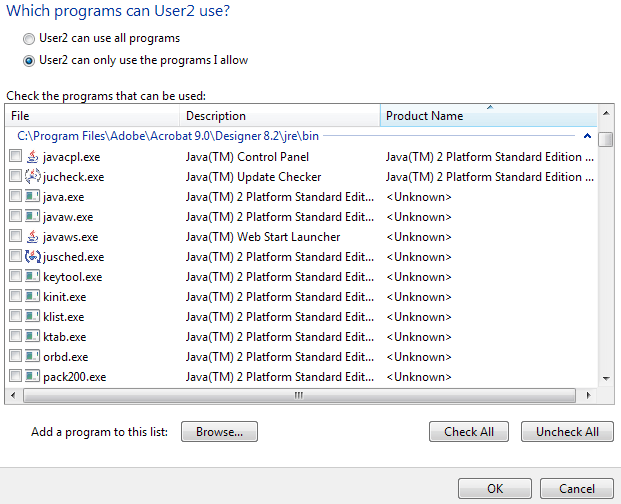 Which programs can User2 use?
User2 can use all programs
User2 can only use the programs I allow
Check the programs that can be used:
File Description Product Name
C:\Program Files\Adobe\Acrobat 9.0\Designer 8.2\jre\bin
javacpl.exe Java(TM) Control Panel Java(TM) 2 Platform Standard Edition ...
jucheck.exe Java(TM) Update Checker Java(TM) 2 Platform Standard Edition ...
java.exe Java(TM) 2 Platform Standard Edit... <Unknown>
javaw.exe Java(TM) 2 Platform Standard Edit... <Unknown>
javaws.exe Java(TM) Web Start Launcher <Unknown>
jusched.exe Java(TM) 2 Platform Standard Edit... <Unknown>
keytool.exe Java(TM) 2 Platform Standard Edit... <Unknown>
kinit.exe Java(TM) 2 Platform Standard Edit... <Unknown>
klist.exe Java(TM) 2 Platform Standard Edit... <Unknown>
ktab.exe Java(TM) 2 Platform Standard Edit... <Unknown>
orbd.exe Java(TM) 2 Platform Standard Edit... <Unknown>
pack200.exe Java(TM) 2 Platform Standard Edit... <Unknown>
Add a program to this list: Browse... Check All Uncheck All
OK Cancel